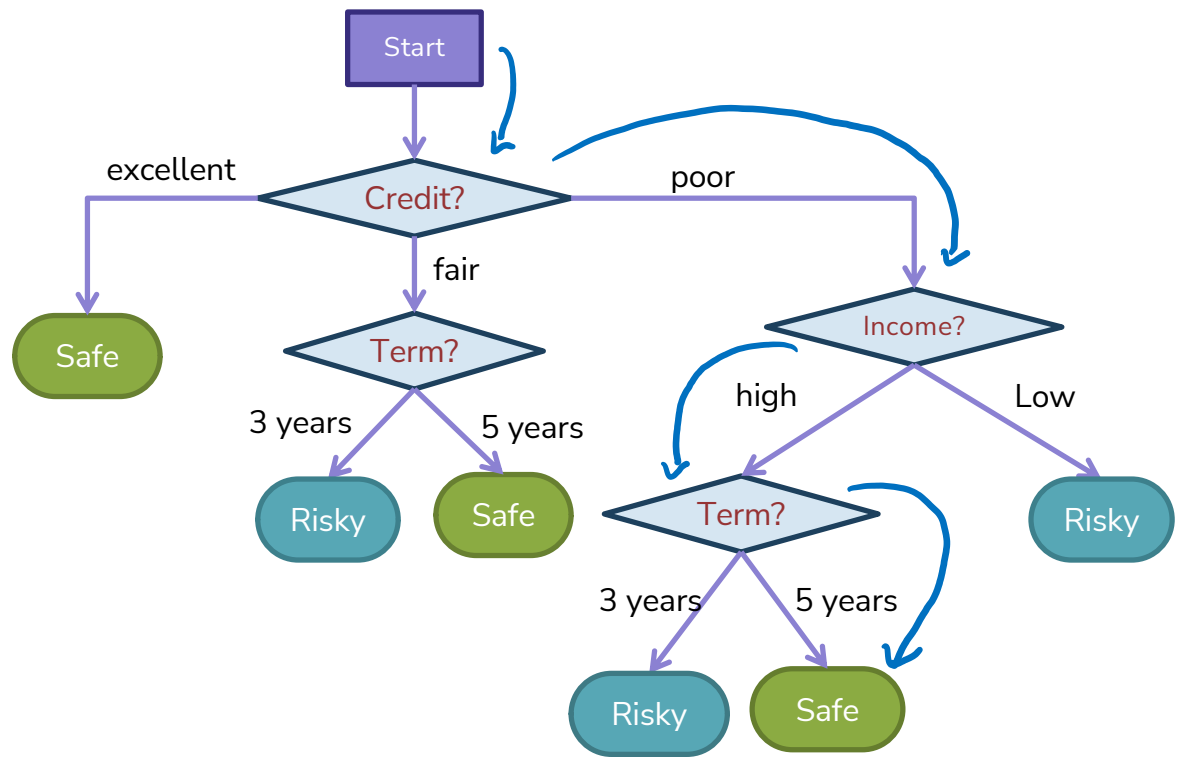 Start
excellent
Credit?
poor
fair
Safe
Term?
Income?
3 years
5 years
high
Low
Risky
Safe
Term?
Risky
3 years
5 years
Risky
Safe